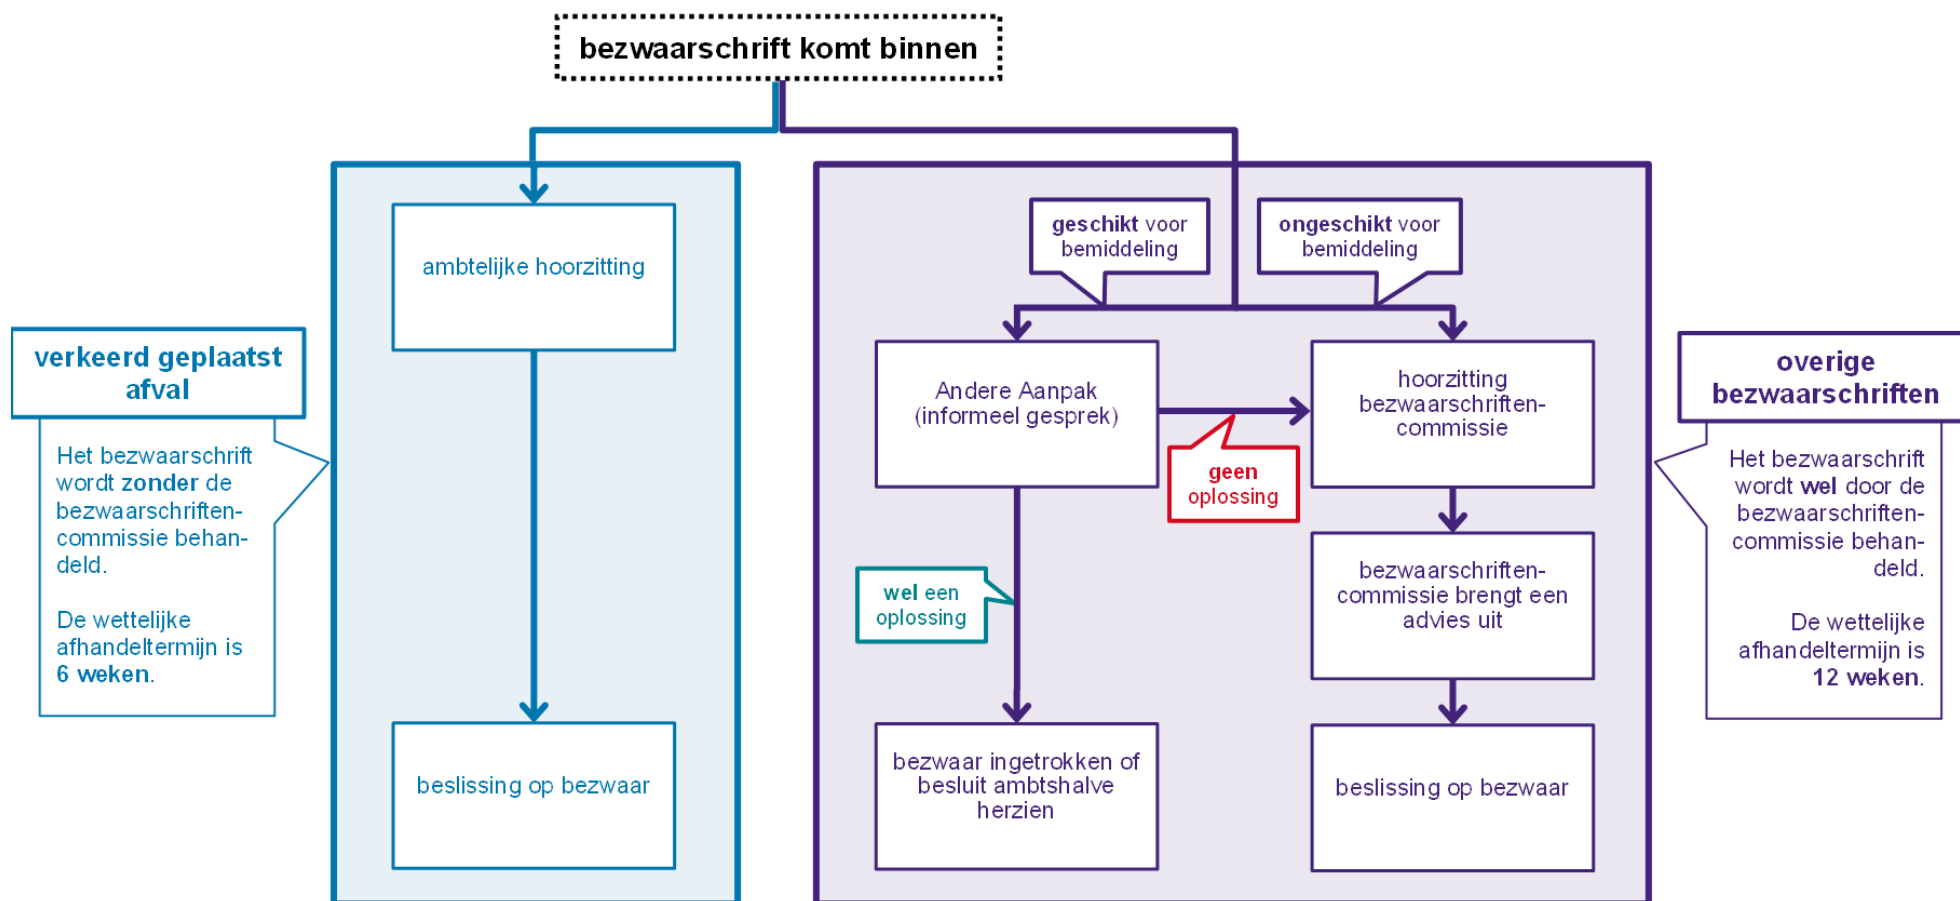 bezwaarschrift komt binnen
verkeerd geplaatst
afval
Het bezwaarschrift
wordt zonder de
bezwaarschriften-
commissie behan-
deld.
De wettelijke
afhandeltermijn is
6 weken.
ambtelijke hoorzitting
beslissing op bezwaar
geschikt voor
bemiddeling
ongeschikt voor
bemiddeling
Andere Aanpak
(informeel gesprek)
geen
oplossing
hoorzitting
bezwaarschriften-
commissie
wel een
oplossing
bezwaarschriften-
commissie brengt een
advies uit
bezwaar ingetrokken of
besluit ambtshalve
herzien
beslissing op bezwaar
overige
bezwaarschriften
Het bezwaarschrift
wordt wel door de
bezwaarschriften-
commissie behan-
deld.
De wettelijke
afhandeltermijn is
12 weken.